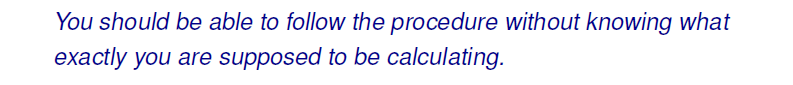 You should be able to follow the procedure without knowing what
exactly you are supposed to be calculating.